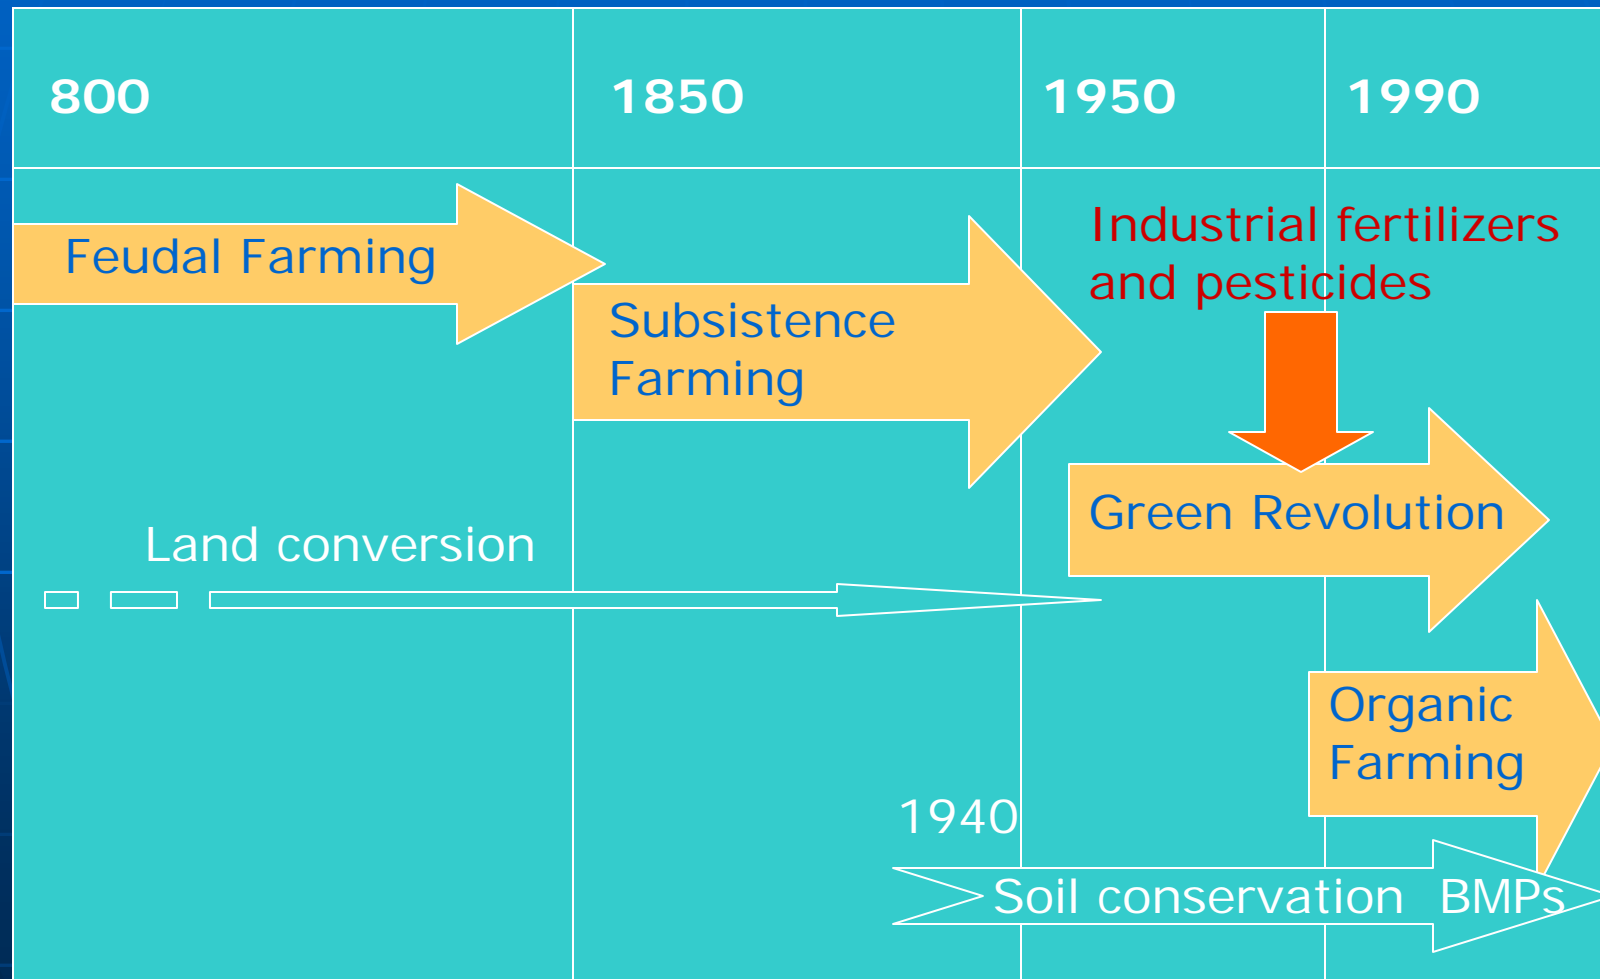 800 1850 1950 1990
Industrial fertilizers
and pesticides
Feudal Farming
Subsistence
Farming
Green Revolution
Land conversion
Organic
Farming
1940
Soil conservation BMPs